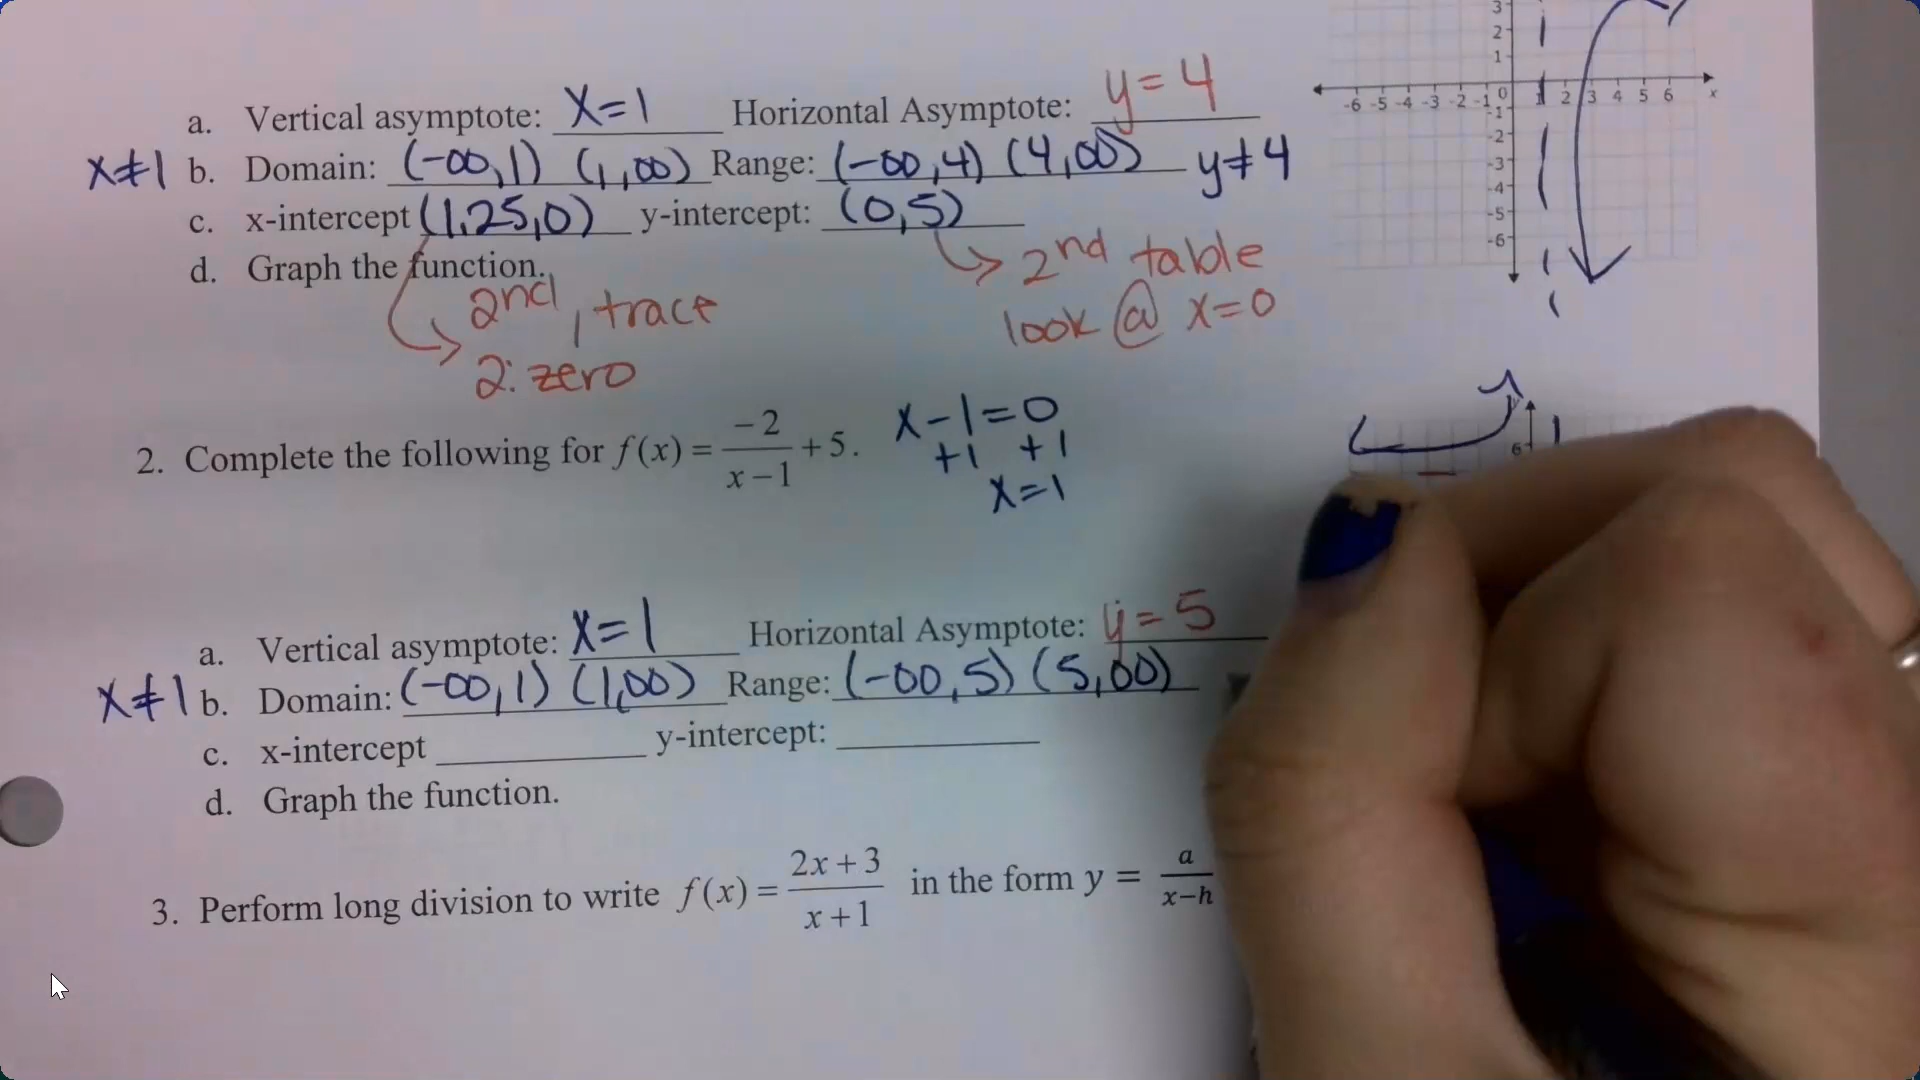 3
2
1
-6 -5 -4 -3 -2 -1 0 1 2 3 4 5 6 x
-1
-2
-3
-4
-5
-6
a. Vertical asymptote: x=1 Horizontal Asymptote: y=4
x≠1 b. Domain: (-∞,1) (1,∞) Range: (-∞,4) (4,∞) y≠4
c. x-intercept (1.25,0) y-intercept: (0,5)
d. Graph the function.
2nd, trace
2: zero
2nd table
look @ x=0
2. Complete the following for f(x) = -2/(x-1) + 5.
x-1=0
+1 +1
x=1
6
a. Vertical asymptote: x=1 Horizontal Asymptote: y=5
x≠1 b. Domain: (-∞,1) (1,∞) Range: (-∞,5) (5,∞)
c. x-intercept y-intercept:
d. Graph the function.
3. Perform long division to write f(x) = (2x+3)/(x+1) in the form y = a/(x-h)